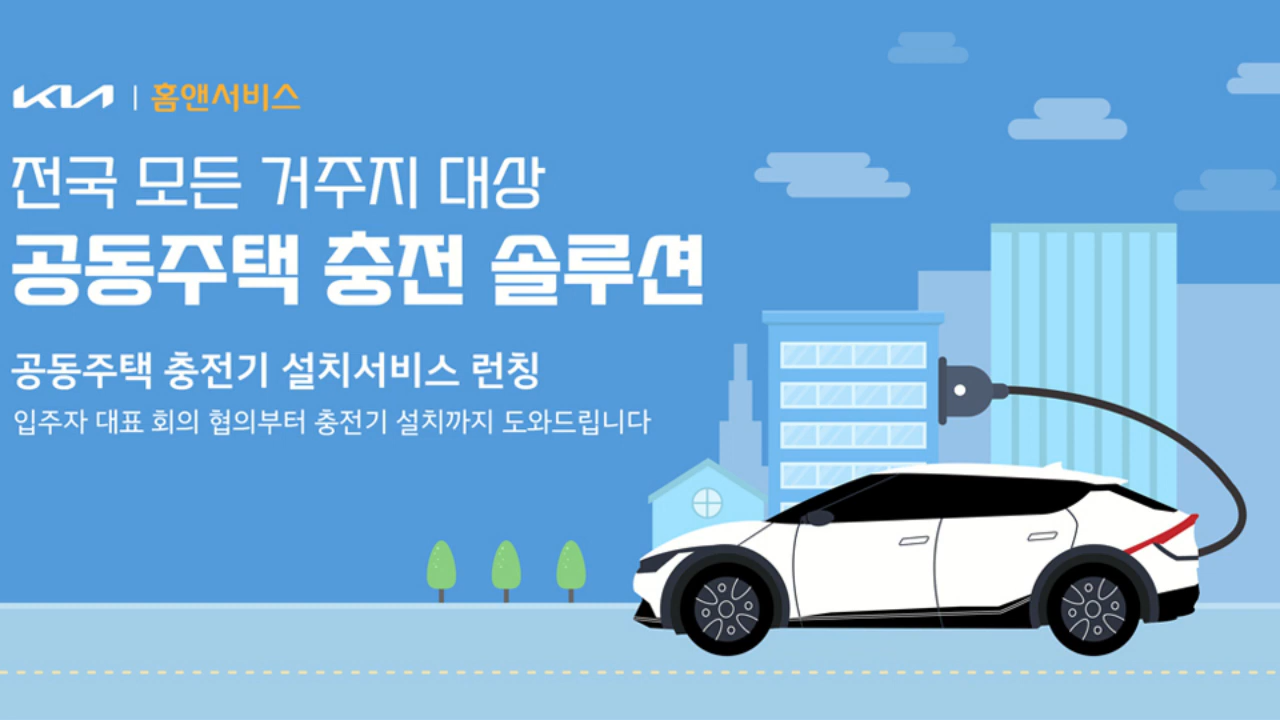 KIA | 홈앤서비스
전국 모든 거주지 대상
공동주택 충전 솔루션
공동주택 충전기 설치서비스 런칭
입주자 대표 회의 협의부터 충전기 설치까지 도와드립니다